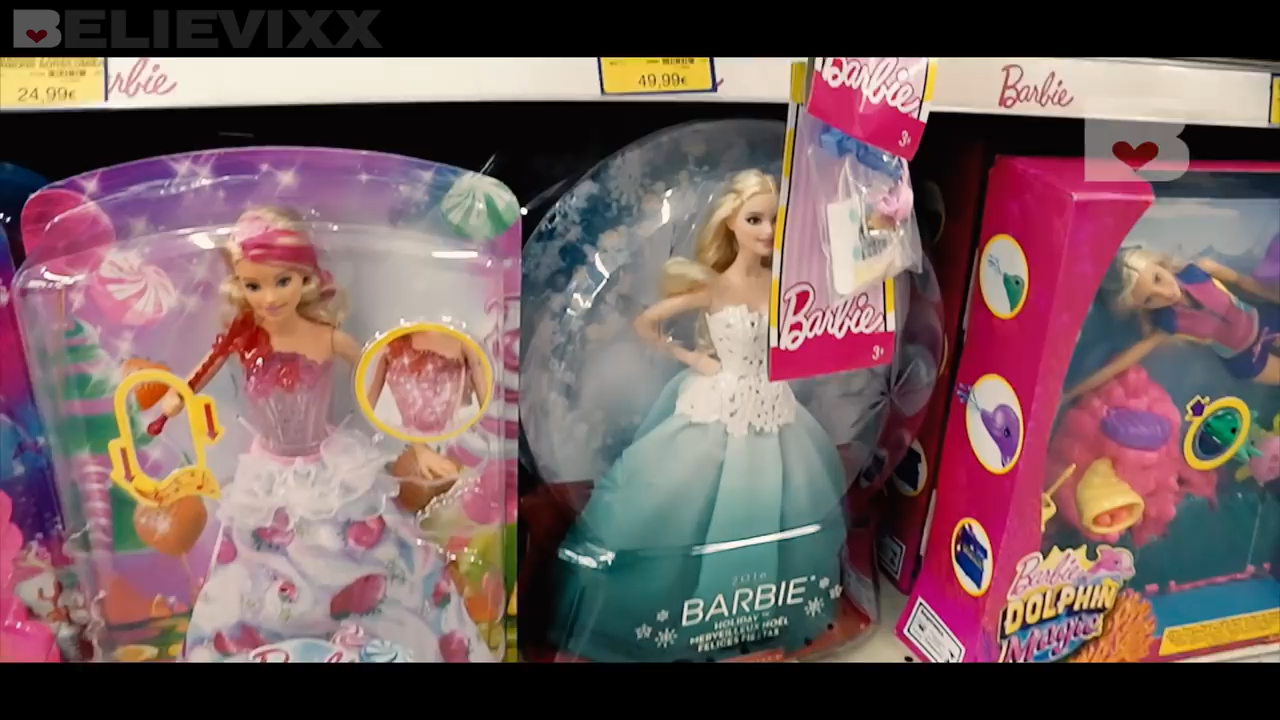 BELIEVIXX
24,99€
Barbie
49,99€
Barbie
Barbie
3+
B
Barbie
3+
2016
BARBIE
HOLIDAY
MERVEILLEUX NOËL
FELICES FIESTAS
Barbie
DOLPHIN
Magic
Barbie